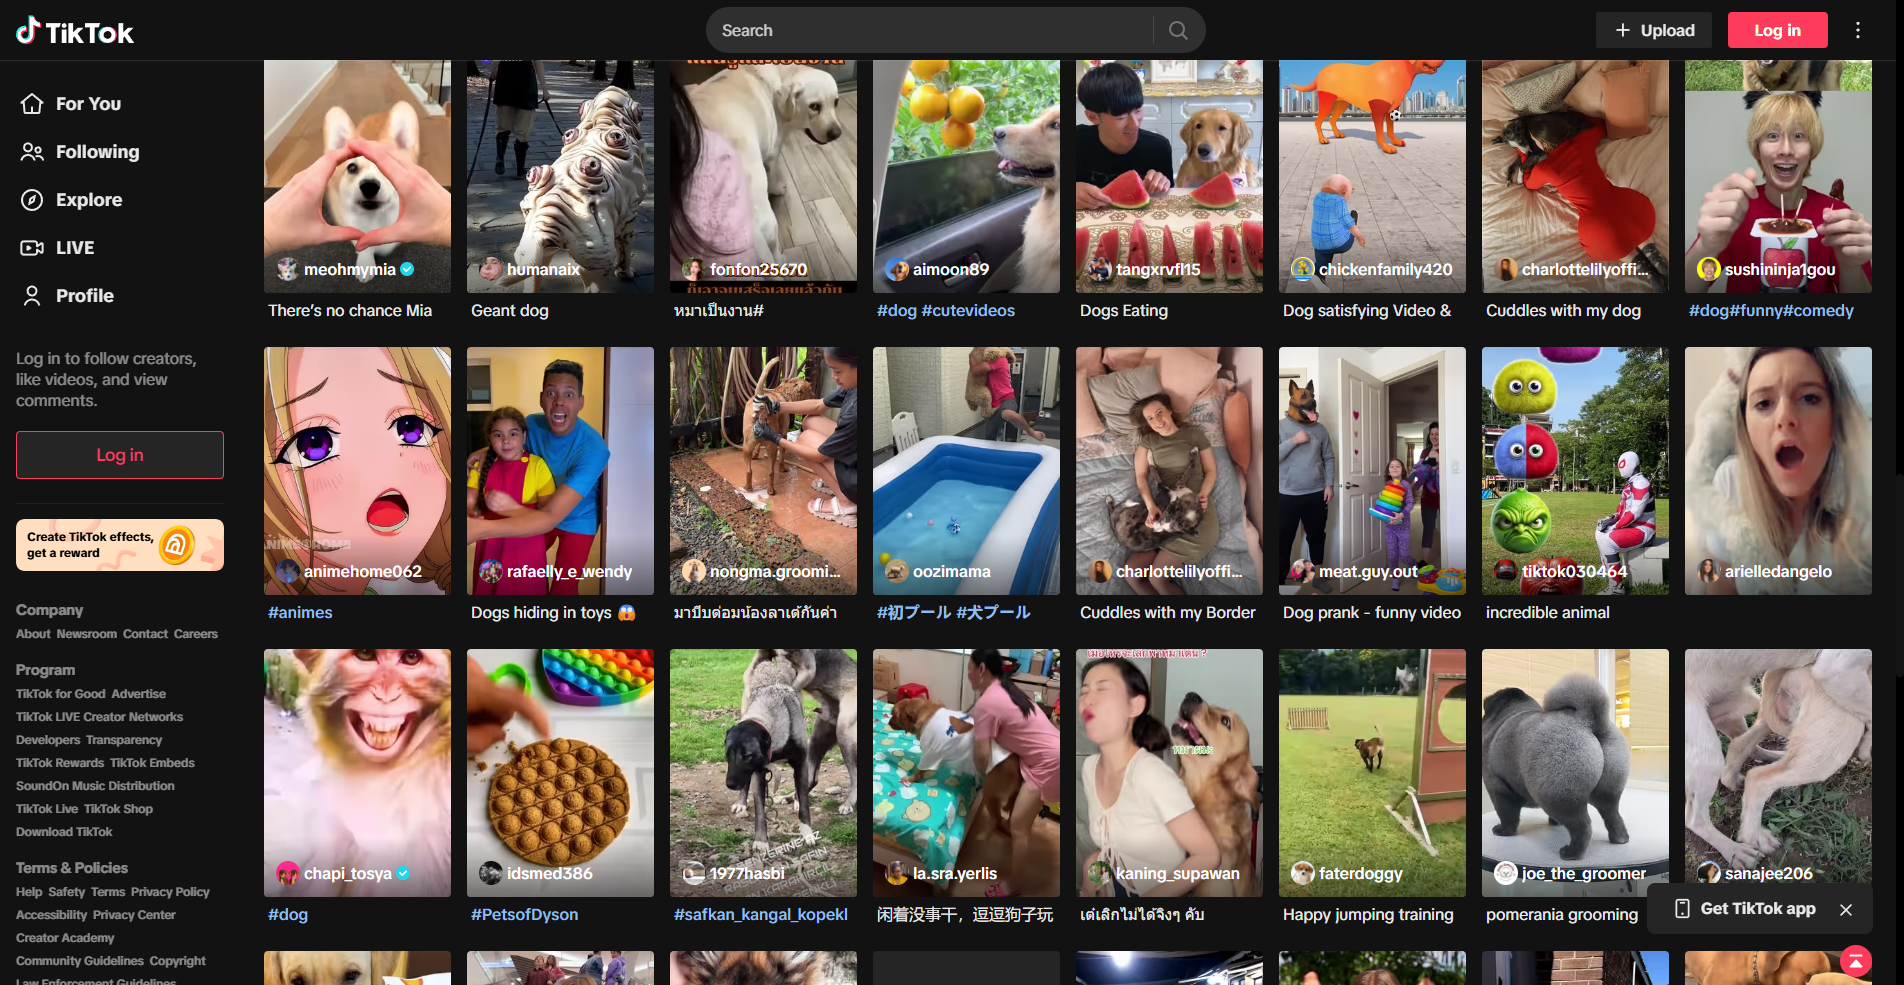 TikTok
Search
Upload
Log in
For You
Following
Explore
LIVE
Profile
Log in to follow creators,
like videos, and view
comments.
Log in
Create TikTok effects,
get a reward
Company
About Newsroom Contact Careers
Program
TikTok for Good Advertise
TikTok LIVE Creator Networks
Developers Transparency
TikTok Rewards TikTok Embeds
SoundOn Music Distribution
TikTok Live TikTok Shop
Download TikTok
Terms & Policies
Help Safety Terms Privacy Policy
Accessibility Privacy Center
Creator Academy
Community Guidelines Copyright
Law Enforcement Guidelines
meohmymia
There's no chance Mia
humanaix
Geant dog
fonfon25670
หมาเป็นงาน#
aimoon89
#dog #cutevideos
tangxrvfl15
Dogs Eating
chickenfamily420
Dog satisfying Video &
charlottelilyoffi...
Cuddles with my dog
sushininja1gou
#dog#funny#comedy
animehome062
#animes
rafaelly_e_wendy
Dogs hiding in toys 😱
nongma.groomi...
มาบีบต่อมน้องลาเต้กันค่า
oozimama
#初プール #犬プール
charlottelilyoffi...
Cuddles with my Border
meat.guy.out
Dog prank - funny video
tiktok030464
incredible animal
arielledangelo
chapi_tosya
#dog
idsmed386
#PetsofDyson
1977hasbi
#safkan_kangal_kopekl
la.sra.yerlis
闲着没事干，逗逗狗子玩
kaning_supawan
เต๋เลิกไม่ได้จิงๆ คับ
faterdoggy
Happy jumping training
joe_the_groomer
pomerania grooming
sanajee206
Get TikTok app